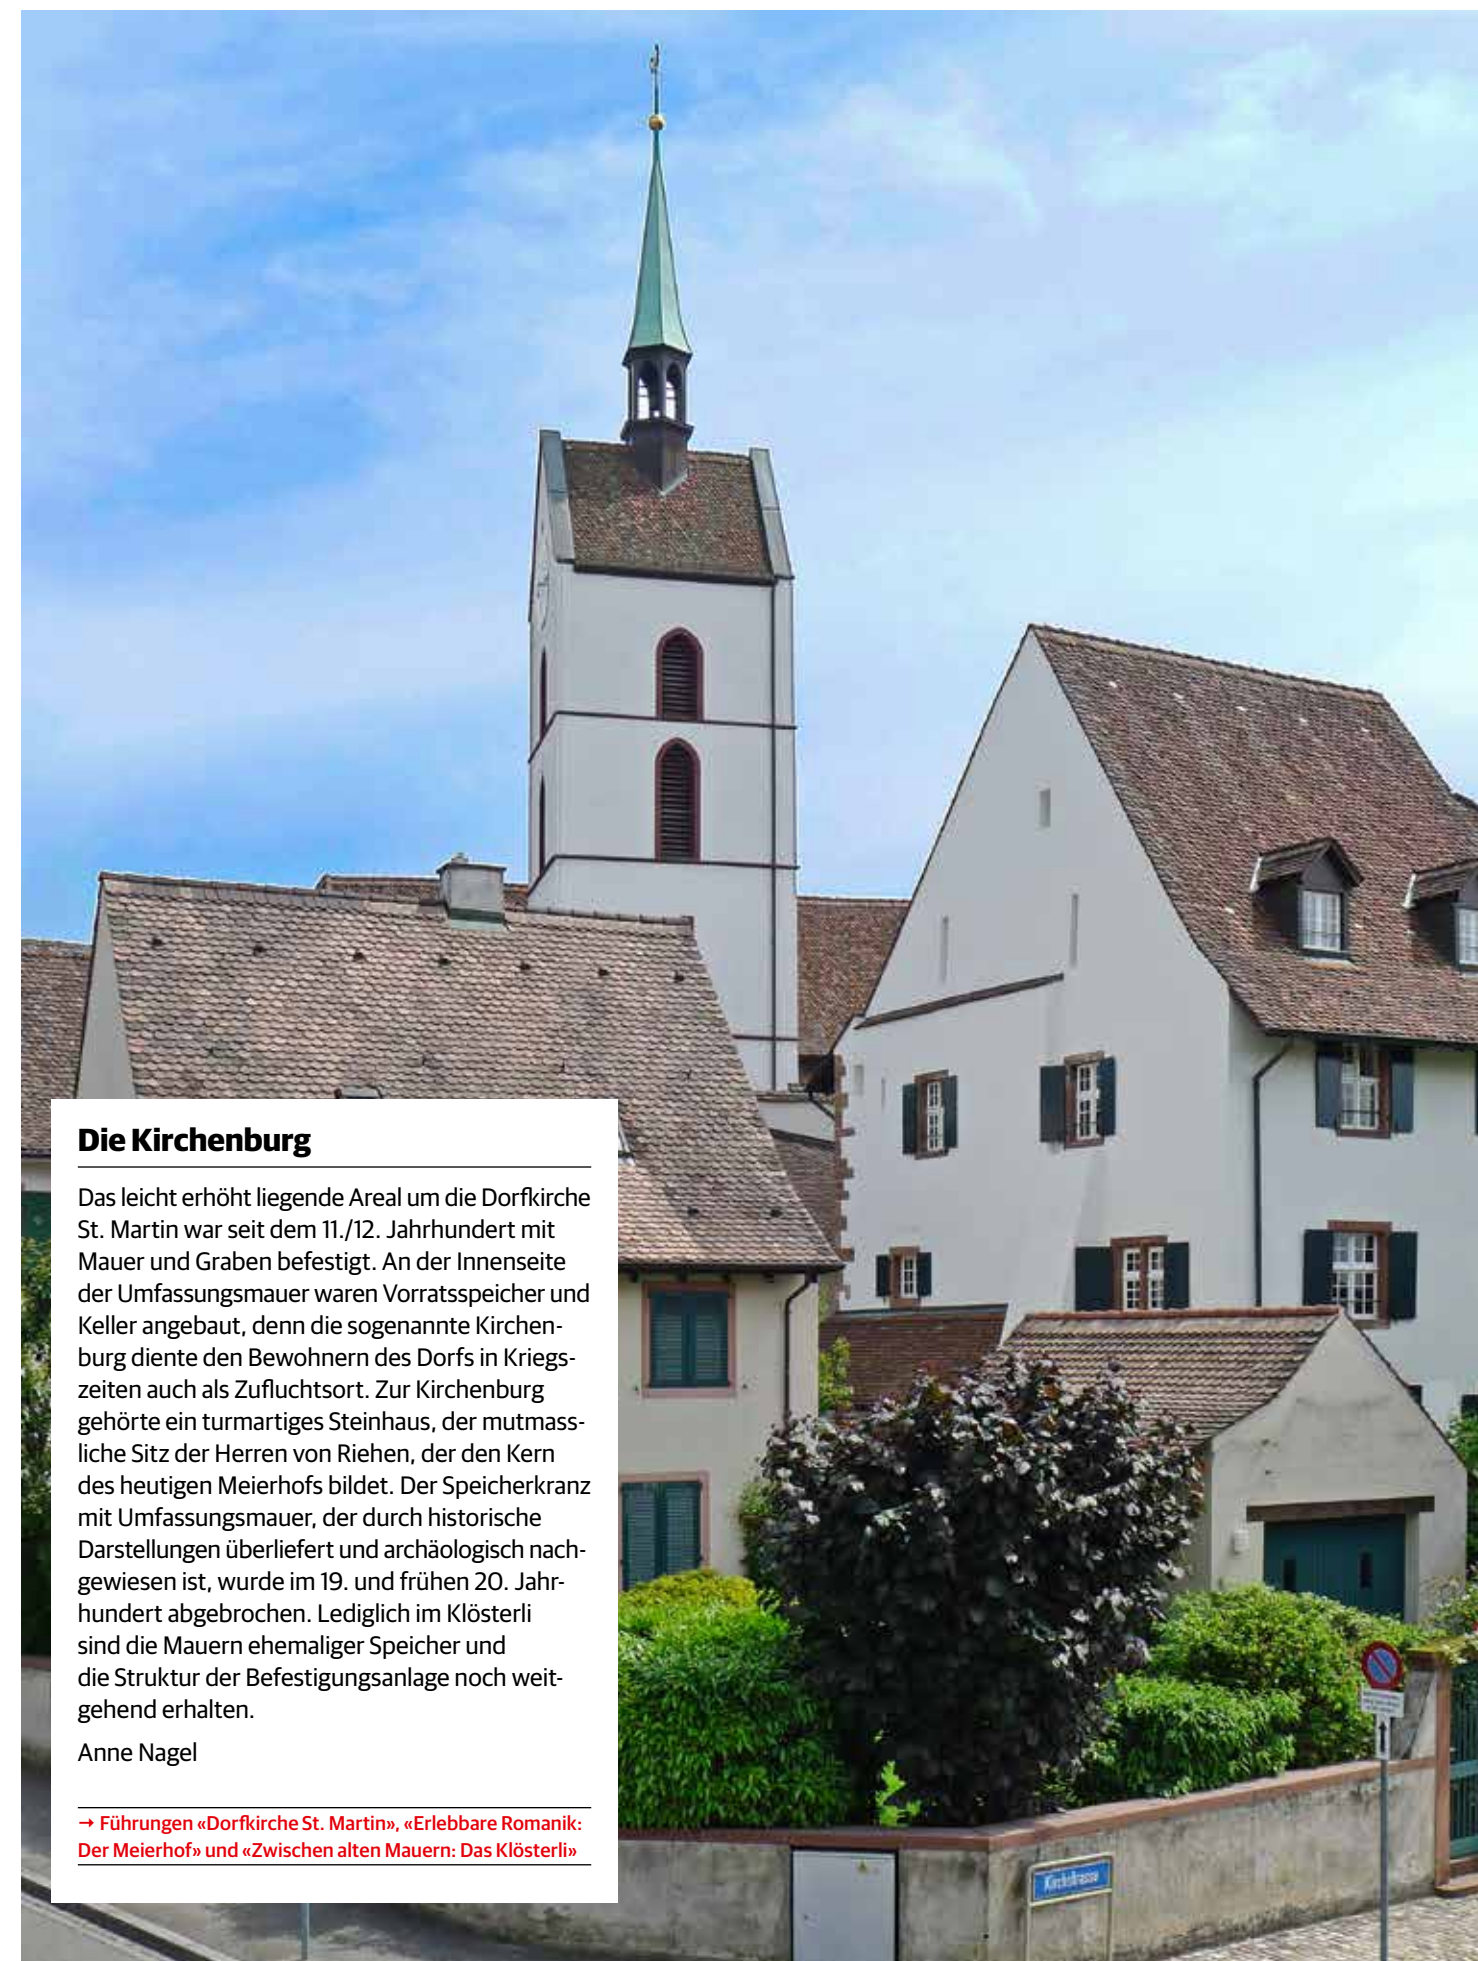 Die Kirchenburg
Das leicht erhöht liegende Areal um die Dorfkirche
St. Martin war seit dem 11./12. Jahrhundert mit
Mauer und Graben befestigt. An der Innenseite
der Umfassungsmauer waren Vorratsspeicher und
Keller angebaut, denn die sogenannte Kirchen-
burg diente den Bewohnern des Dorfs in Kriegs-
zeiten auch als Zufluchtsort. Zur Kirchenburg
gehörte ein turmartiges Steinhaus, der mutmass-
liche Sitz der Herren von Riehen, der den Kern
des heutigen Meierhofs bildet. Der Speicherkranz
mit Umfassungsmauer, der durch historische
Darstellungen überliefert und archäologisch nach-
gewiesen ist, wurde im 19. und frühen 20. Jahr-
hundert abgebrochen. Lediglich im Klösterli
sind die Mauern ehemaliger Speicher und
die Struktur der Befestigungsanlage noch weit-
gehend erhalten.
Anne Nagel
→ Führungen «Dorfkirche St. Martin», «Erlebbare Romanik:
Der Meierhof» und «Zwischen alten Mauern: Das Klösterli»
Kirchstrasse